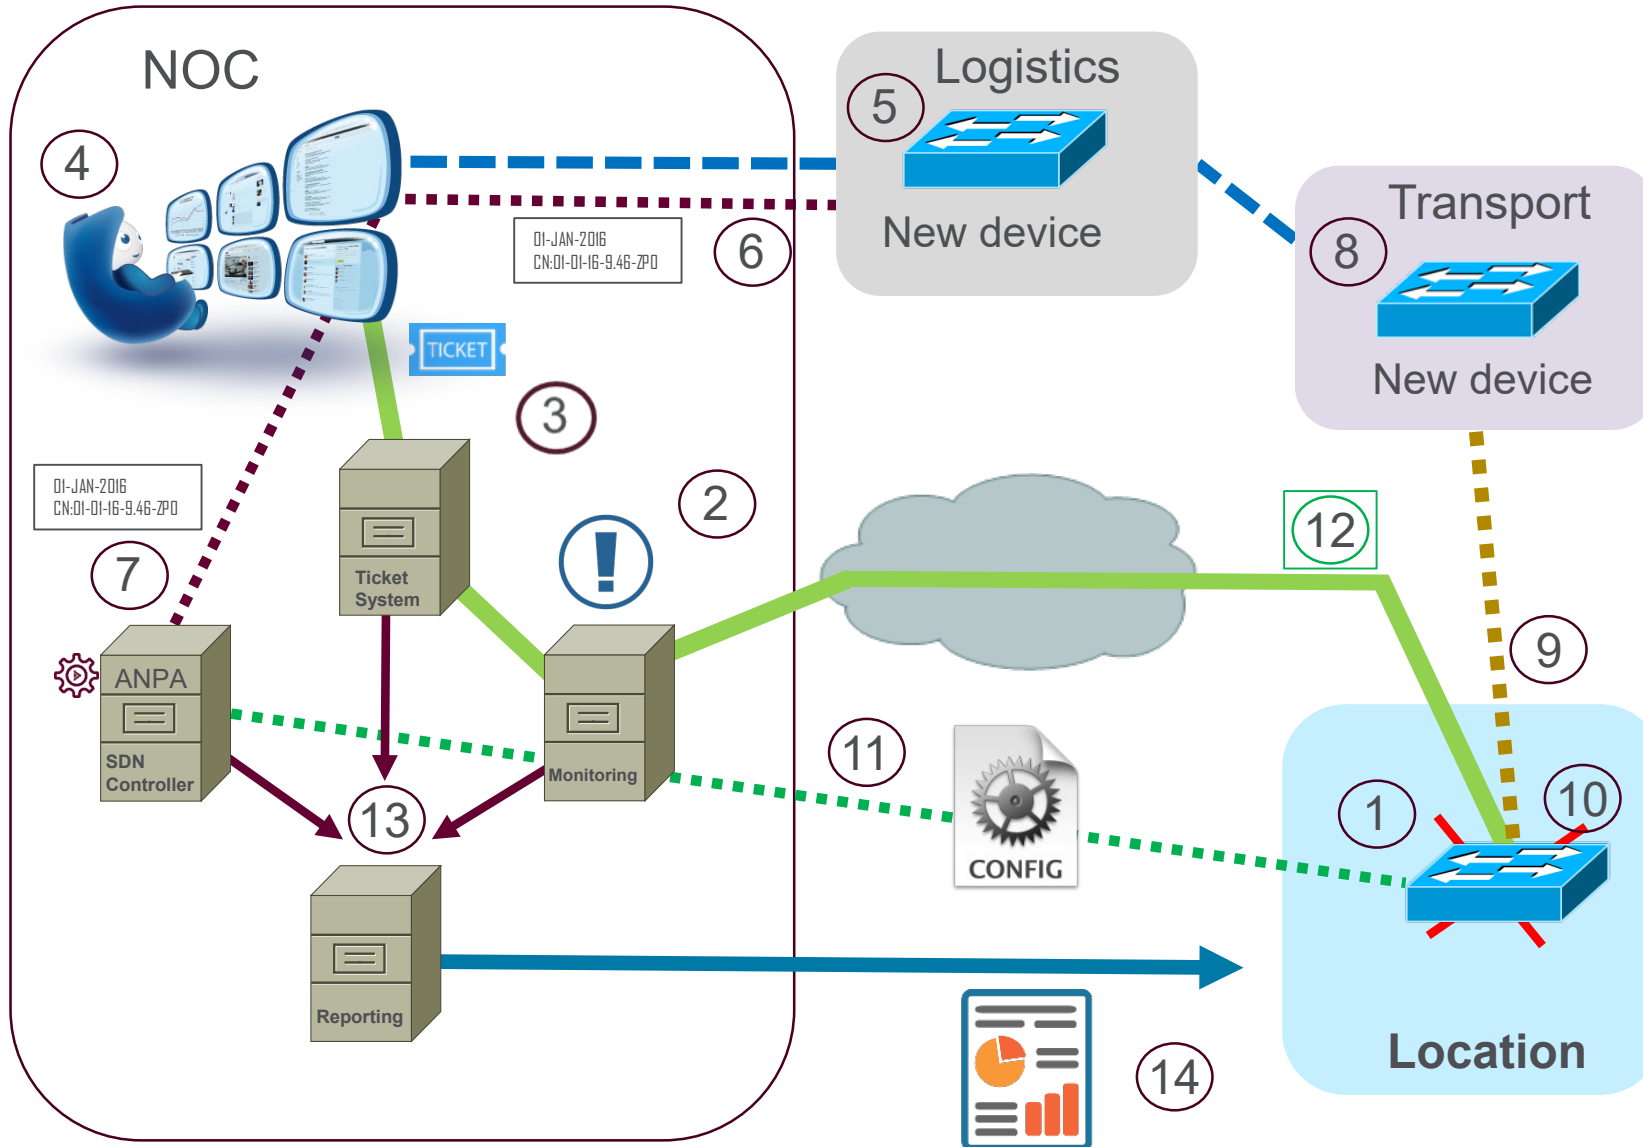 NOC
Logistics
5
4
New device
Transport
01-JAN-2016
CN:01-01-16-9.46-ZPO
6
8
TICKET
New device
3
01-JAN-2016
CN:01-01-16-9.46-ZPO
2
12
7
Ticket
System
9
ANPA
SDN
Controller
Monitoring
11
1
10
13
CONFIG
Reporting
Location
14